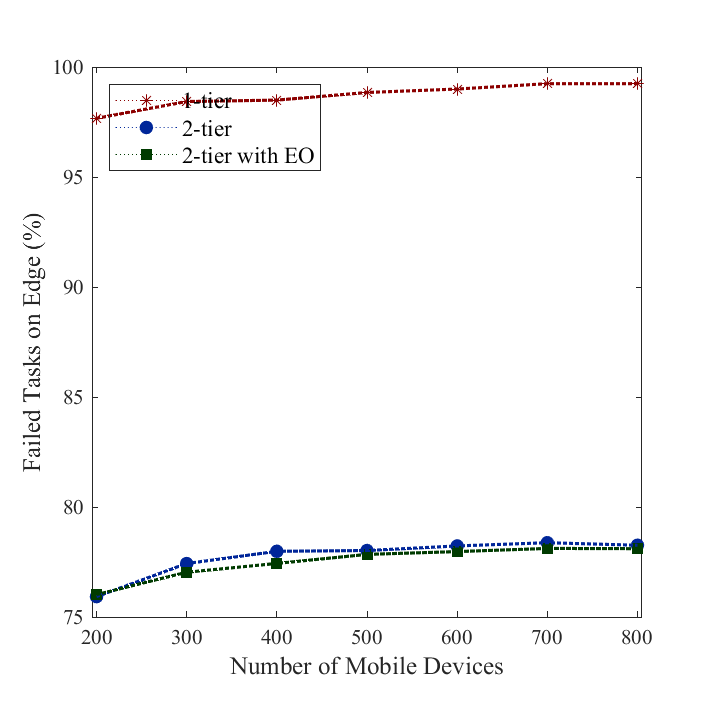 100
95
90
85
80
75
200 300 400 500 600 700 800
Failed Tasks on Edge (%)
Number of Mobile Devices
1-tier
2-tier
2-tier with EO